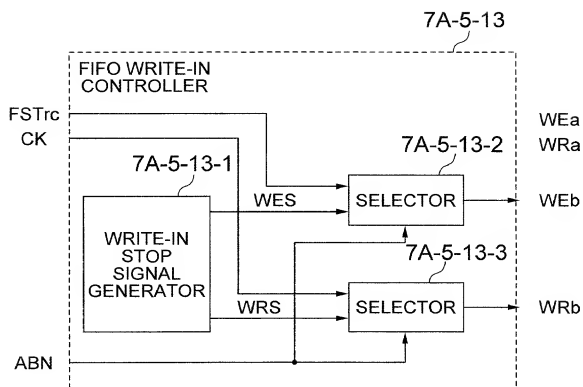 7A-5-13
FIFO WRITE-IN
CONTROLLER
FSTrc
CK
WEa
WRa
7A-5-13-1
7A-5-13-2
WES
SELECTOR
WEb
WRITE-IN
STOP
SIGNAL
GENERATOR
7A-5-13-3
WRS
SELECTOR
WRb
ABN